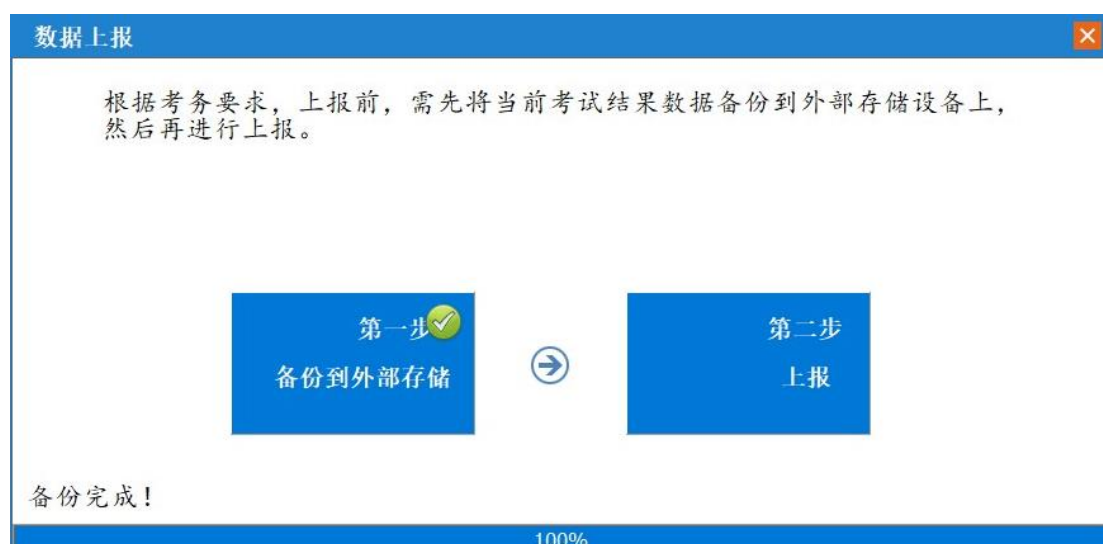 数据上报
根据考务要求，上报前，需先将当前考试结果数据备份到外部存储设备上，
然后再进行上报。
第一步
备份到外部存储
第二步
上报
备份完成！
100%